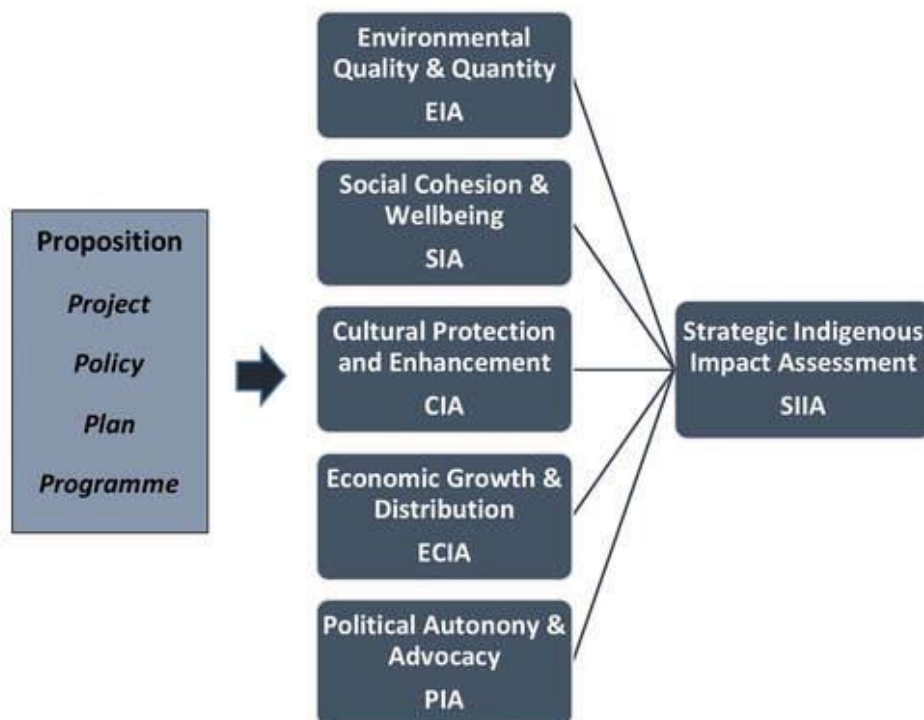 Proposition
Project
Policy
Plan
Programme
Environmental
Quality & Quantity
EIA
Social Cohesion &
Wellbeing
SIA
Cultural Protection
and Enhancement
CIA
Economic Growth &
Distribution
ECIA
Political Autonony &
Advocacy
PIA
Strategic Indigenous
Impact Assessment
SIIA